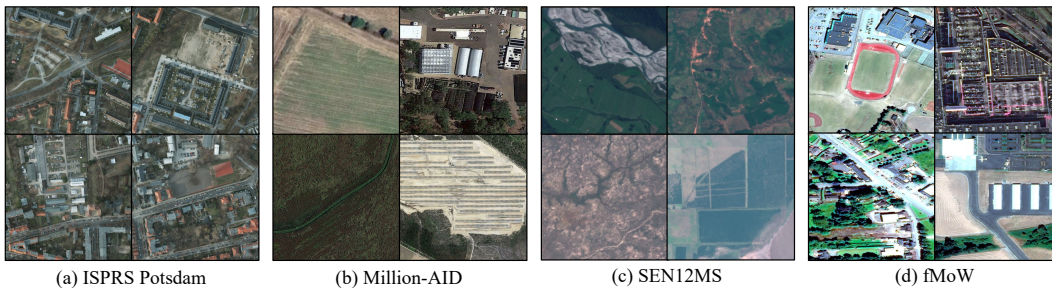 (a) ISPRS Potsdam
(b) Million-AID
(c) SEN12MS
(d) fMoW